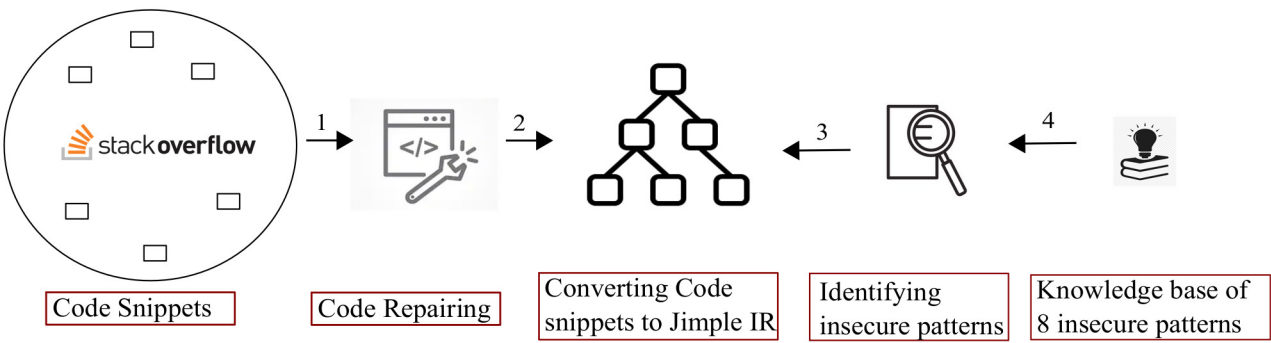 stackoverflow
1
</>
2
3
4
Code Snippets
Code Repairing
Converting Code
snippets to Jimple IR
Identifying
insecure patterns
Knowledge base of
8 insecure patterns